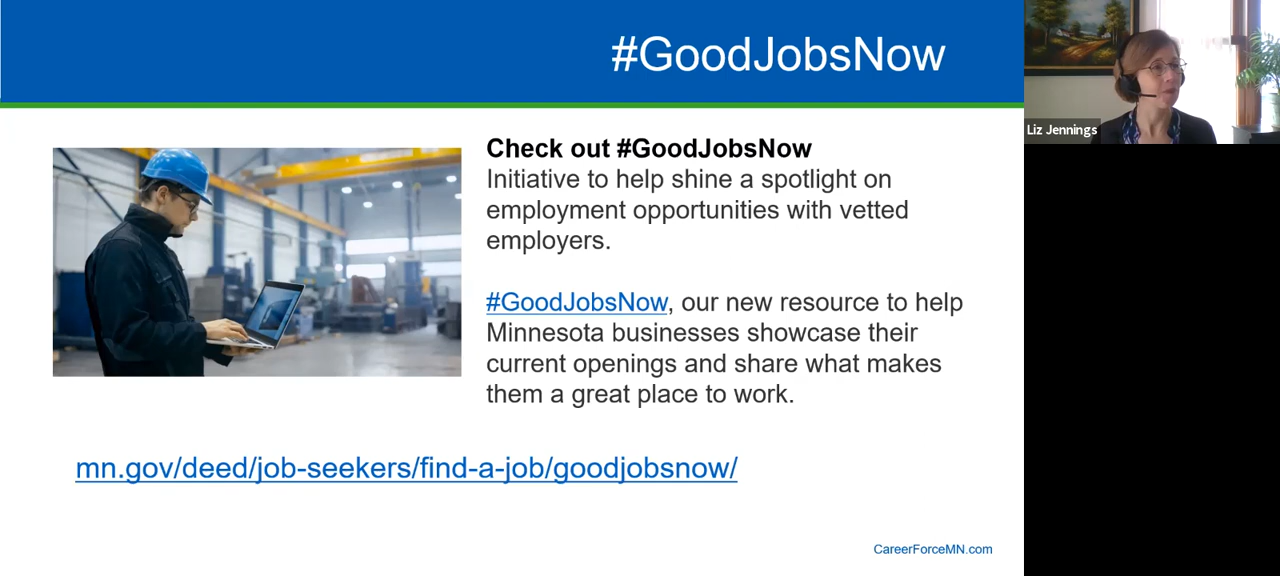 #GoodJobsNow
Liz Jennings
Check out #GoodJobsNow
Initiative to help shine a spotlight on
employment opportunities with vetted
employers.
#GoodJobsNow, our new resource to help
Minnesota businesses showcase their
current openings and share what makes
them a great place to work.
mn.gov/deed/job-seekers/find-a-job/goodjobsnow/
CareerForceMN.com